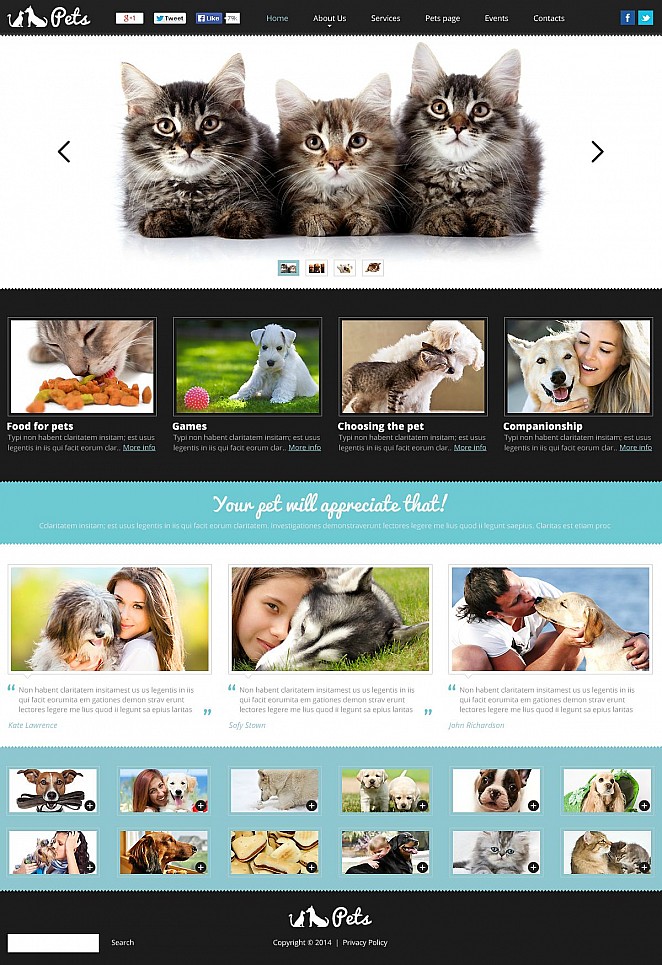 Pets
g+1 Tweet Like 79k Home About Us Services Pets page Events Contacts
Food for pets
Typi non habent claritatem insitam; est usus
legentis in iis qui facit eorum clar.. More info
Games
Typi non habent claritatem insitam; est usus
legentis in iis qui facit eorum clar.. More info
Choosing the pet
Typi non habent claritatem insitam; est usus
legentis in iis qui facit eorum clar.. More info
Companionship
Typi non habent claritatem insitam; est usus
legentis in iis qui facit eorum clar.. More info
Your pet will appreciate that!
Cclaritatem insitam; est usus legentis in iis qui facit eorum claritatem. Investigationes demonstraverunt lectores legere me lius quod ii legunt saepius. Claritas est etiam proc
“ Non habent claritatem insitamest us us legentis in iis
qui facit eorumita em gationes demon strav erunt
lectores legere me lius quod ii legunt sa epius laritas ”
Kate Lawrence
“ Non habent claritatem insitamest us us legentis in iis
qui facit eorumita em gationes demon strav erunt
lectores legere me lius quod ii legunt sa epius laritas ”
Sofy Stown
“ Non habent claritatem insitamest us us legentis in iis
qui facit eorumita em gationes demon strav erunt
lectores legere me lius quod ii legunt sa epius laritas ”
John Richardson
Pets
Search
Copyright © 2014 | Privacy Policy